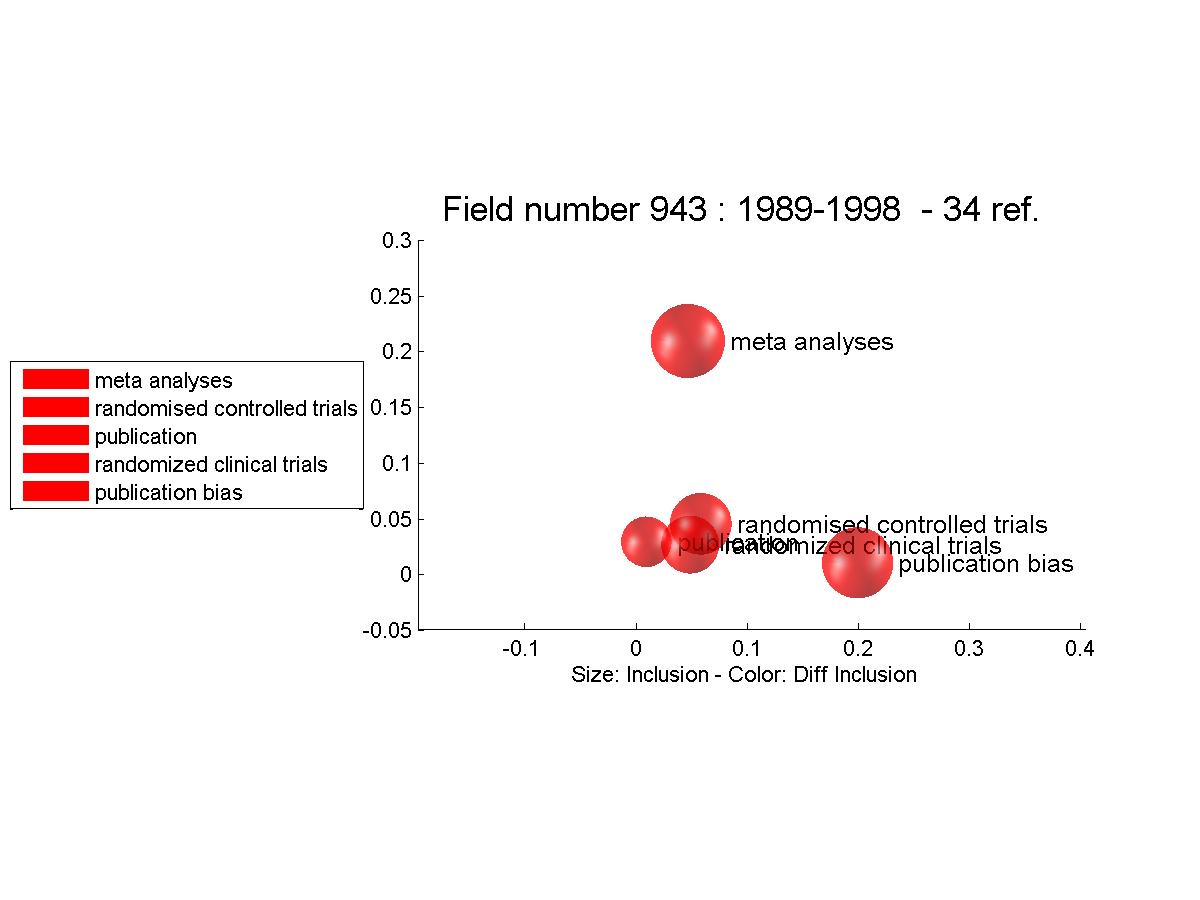 Field number 943 : 1989-1998  - 34 ref.
0.3
0.25
0.2
0.15
0.1
0.05
0
-0.05
meta analyses
randomised controlled trials
publication
randomized clinical trials
publication bias
meta analyses
randomised controlled trials
publication
randomized clinical trials
publication bias
-0.1 0 0.1 0.2 0.3 0.4
Size: Inclusion - Color: Diff Inclusion